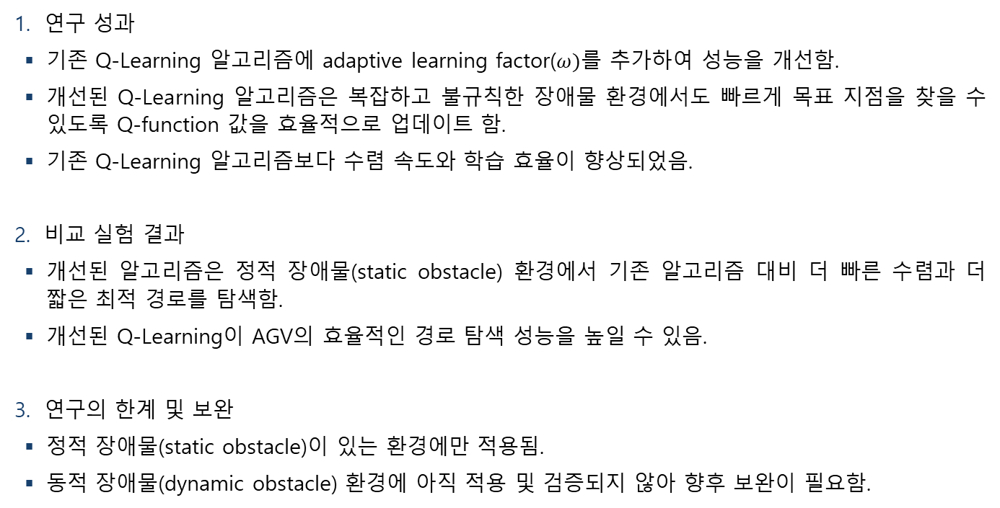 1. 연구 성과
▪ 기존 Q-Learning 알고리즘에 adaptive learning factor(𝜔)를 추가하여 성능을 개선함.
▪ 개선된 Q-Learning 알고리즘은 복잡하고 불규칙한 장애물 환경에서도 빠르게 목표 지점을 찾을 수
있도록 Q-function 값을 효율적으로 업데이트 함.
▪ 기존 Q-Learning 알고리즘보다 수렴 속도와 학습 효율이 향상되었음.
2. 비교 실험 결과
▪ 개선된 알고리즘은 정적 장애물(static obstacle) 환경에서 기존 알고리즘 대비 더 빠른 수렴과 더
짧은 최적 경로를 탐색함.
▪ 개선된 Q-Learning이 AGV의 효율적인 경로 탐색 성능을 높일 수 있음.
3. 연구의 한계 및 보완
▪ 정적 장애물(static obstacle)이 있는 환경에만 적용됨.
▪ 동적 장애물(dynamic obstacle) 환경에 아직 적용 및 검증되지 않아 향후 보완이 필요함.